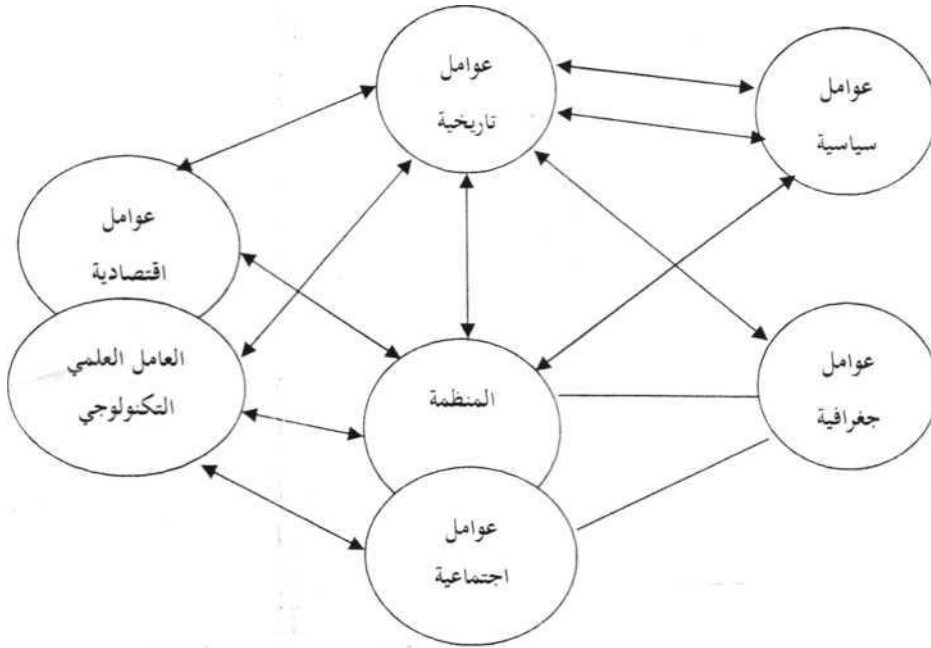 عوامل
تاريخية
عوامل
سياسية
عوامل
اقتصادية
العامل العلمي
التكنولوجي
المنظمة
عوامل
جغرافية
عوامل
اجتماعية